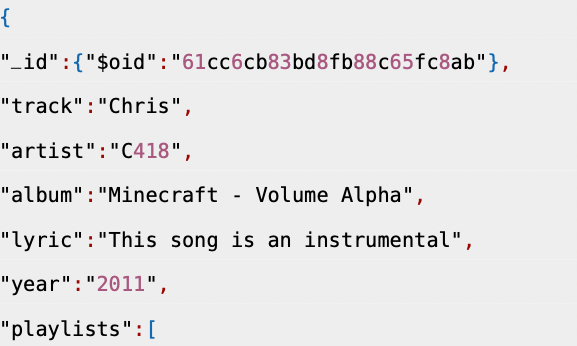 {
"_id":{"$oid":"61cc6cb83bd8fb88c65fc8ab"},
"track":"Chris",
"artist":"C418",
"album":"Minecraft - Volume Alpha",
"lyric":"This song is an instrumental",
"year":"2011",
"playlists":[